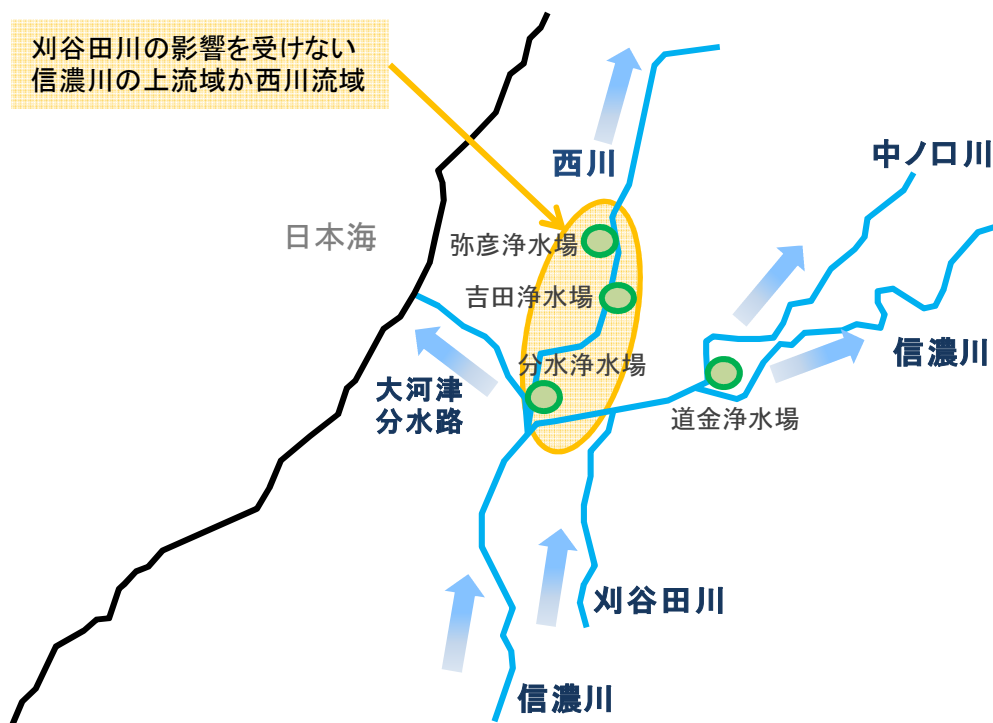 刈谷田川の影響を受けない
信濃川の上流域か西川流域
西川
中ノ口川
日本海
弥彦浄水場
吉田浄水場
信濃川
分水浄水場
大河津
分水路
道金浄水場
刈谷田川
信濃川